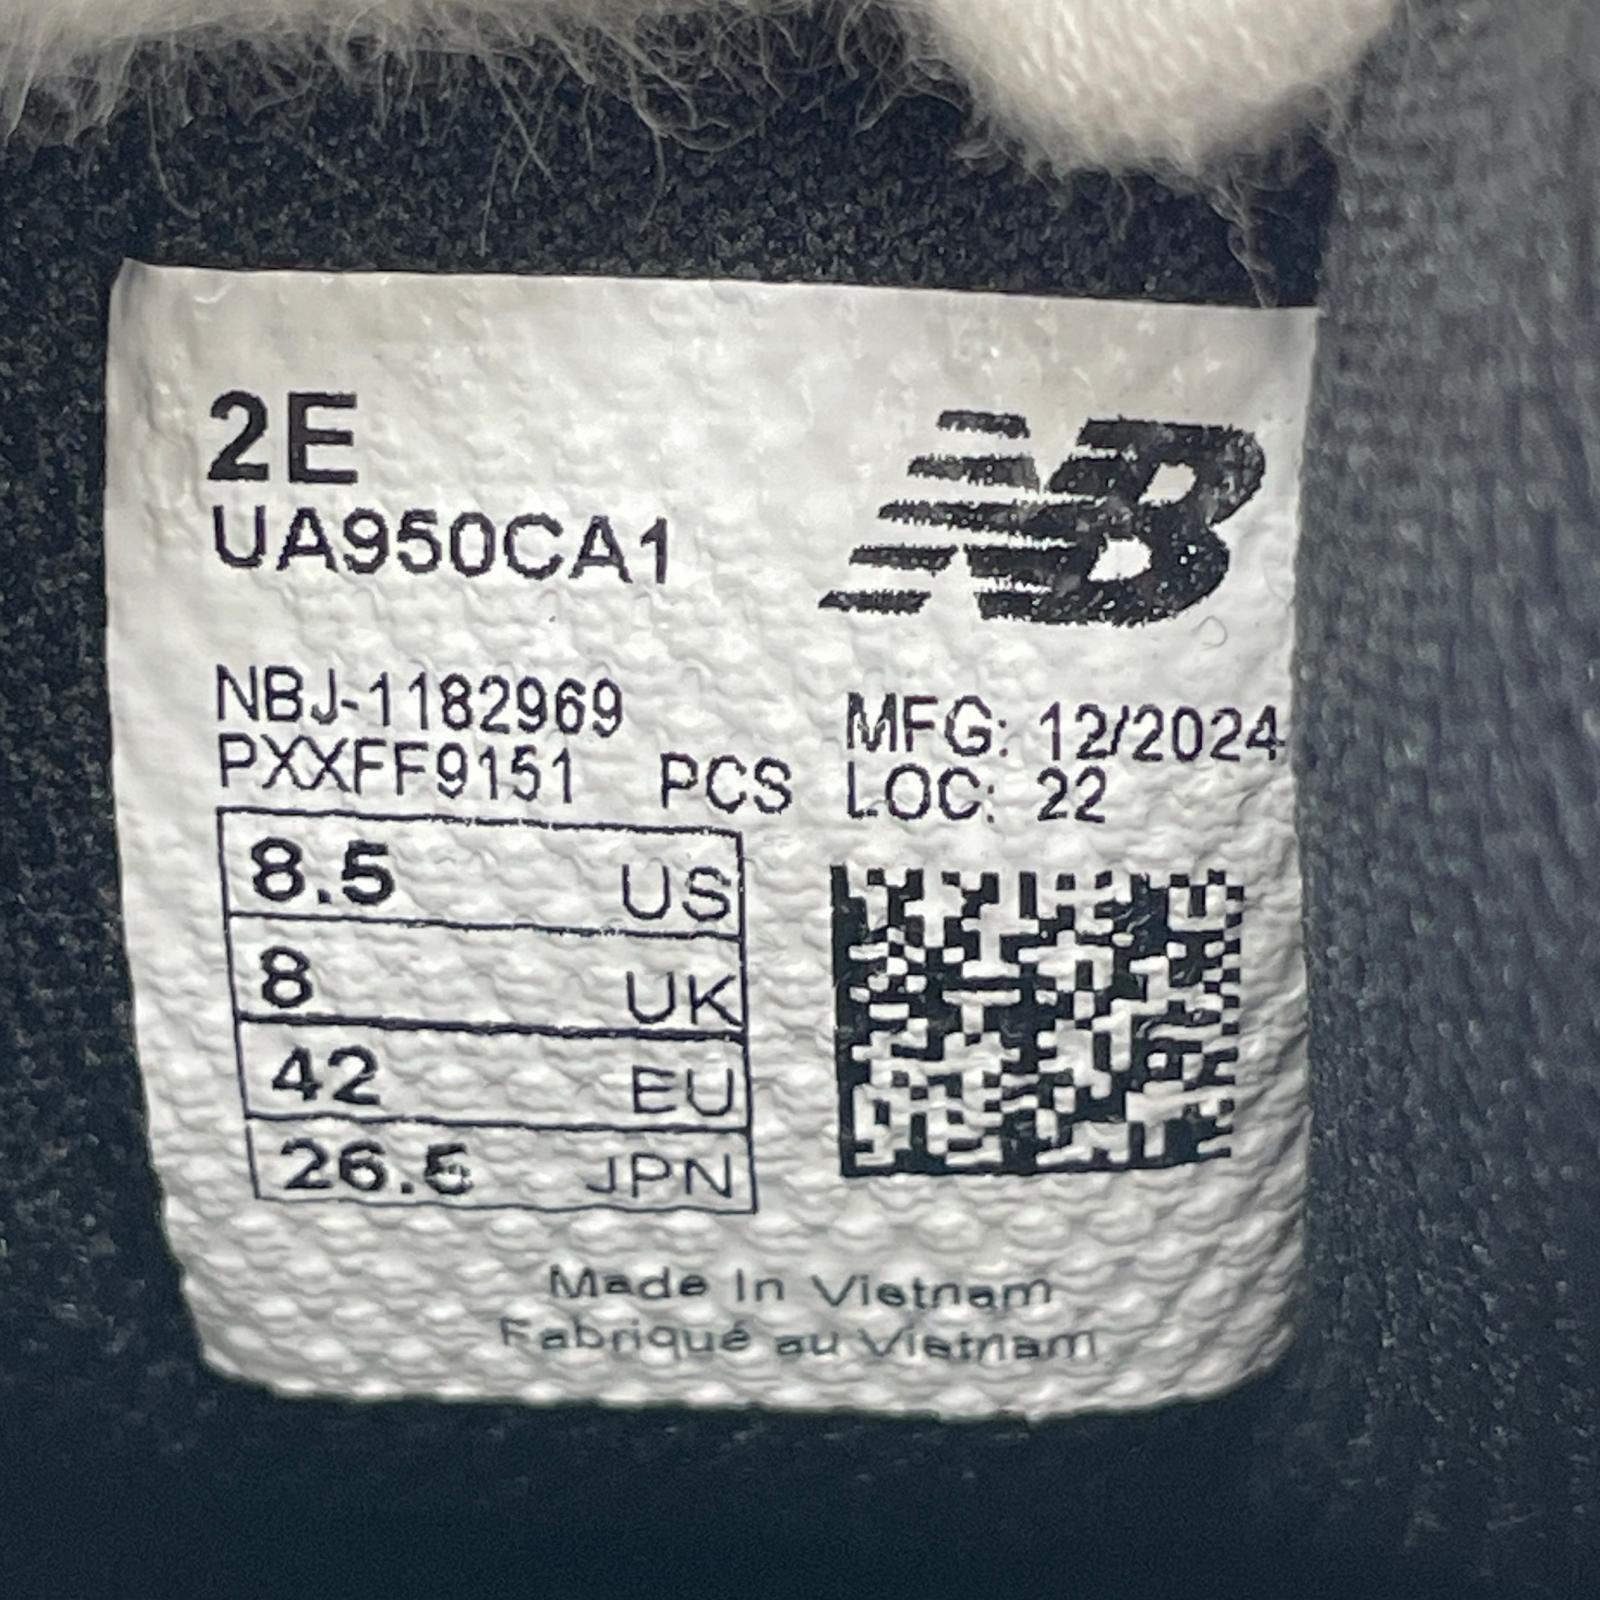 2E
UA950CA1
NB
NBJ-1182969
PXXFF9151 PCS
MFG: 12/2024
LOC: 22
8.5 US
8 UK
42 EU
26.5 JPN
Made In Vietnam
Fabriqué au Vietnam